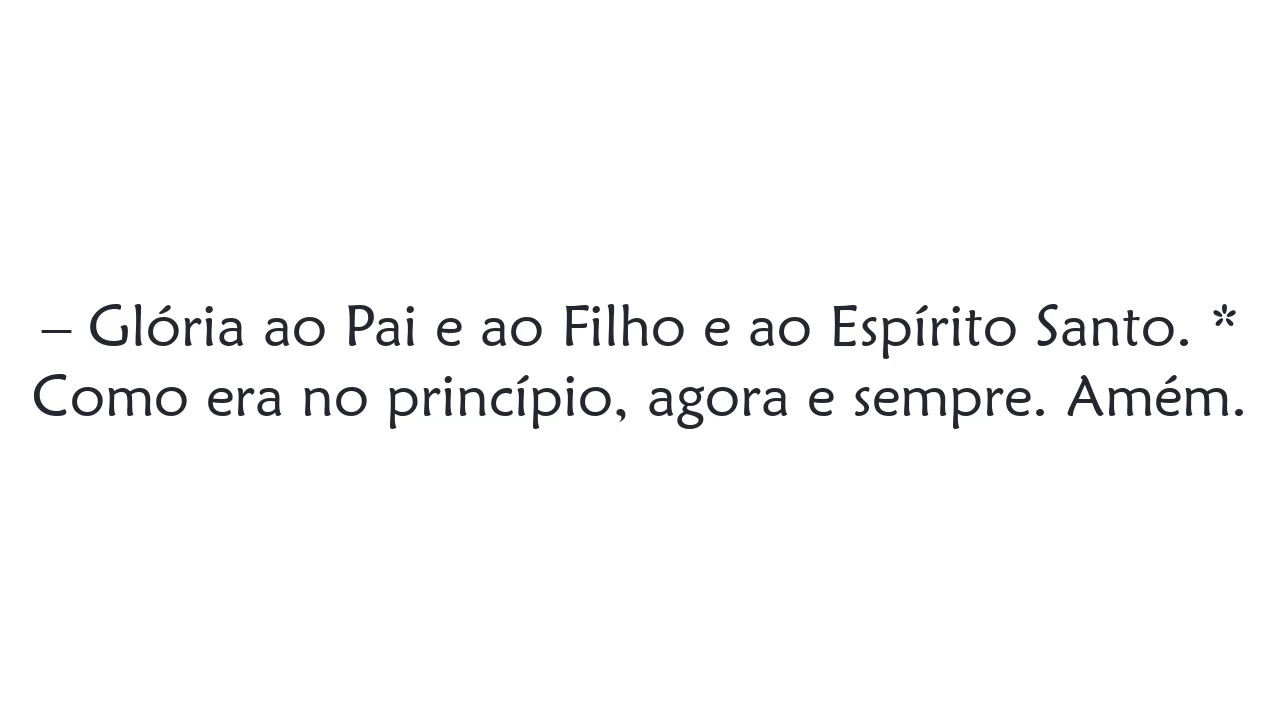 – Glória ao Pai e ao Filho e ao Espírito Santo. *
Como era no princípio, agora e sempre. Amém.